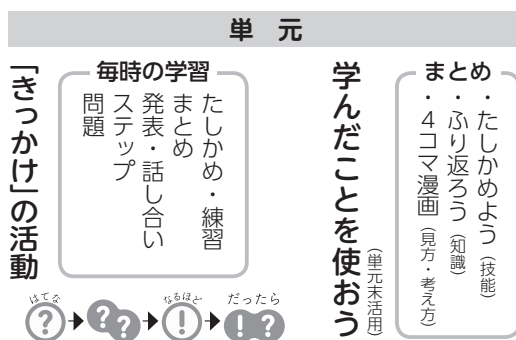 単元
「きっかけ」の活動
毎時の学習
問題
ステップ
発表・話し合い
まとめ
たしかめ・練習
はてな
?
??
なるほど
!
だったら
!?
学んだことを使おう
(単元末活用)
まとめ
・たしかめよう(技能)
・ふり返ろう(知識)
・4コマ漫画(見方・考え方)